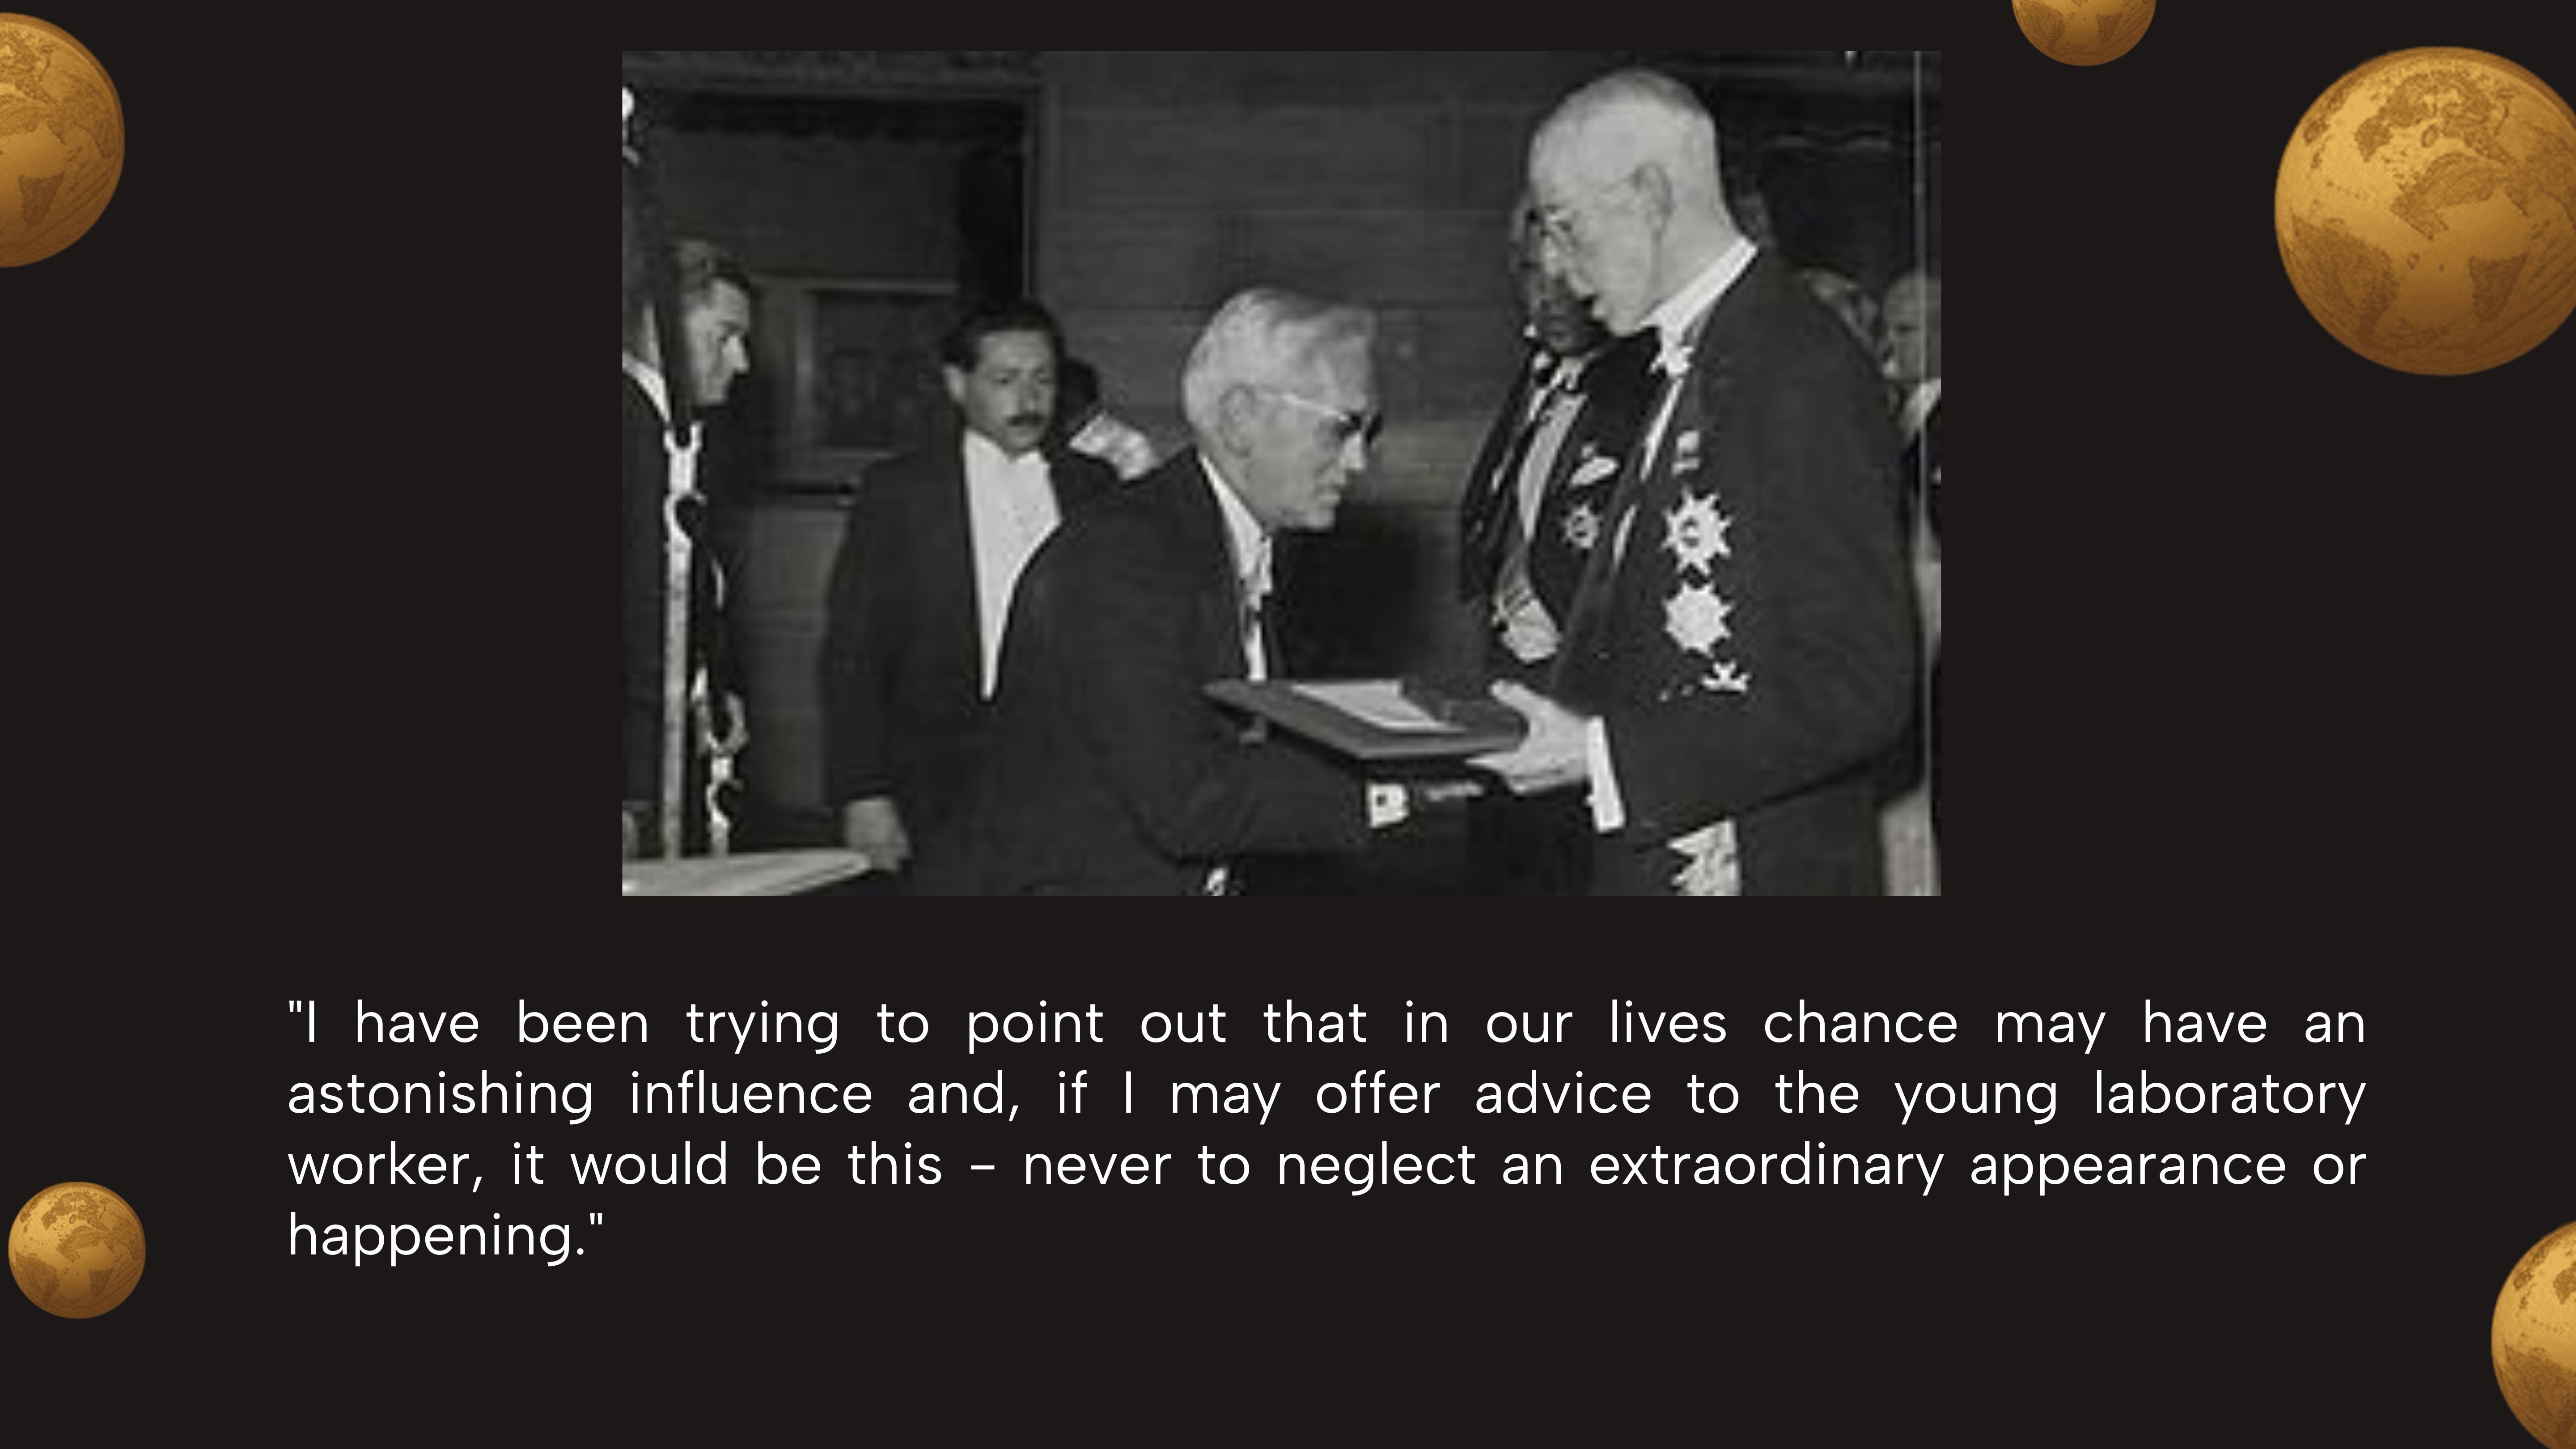 "I have been trying to point out that in our lives chance may have an
astonishing influence and, if I may offer advice to the young laboratory
worker, it would be this – never to neglect an extraordinary appearance or
happening."